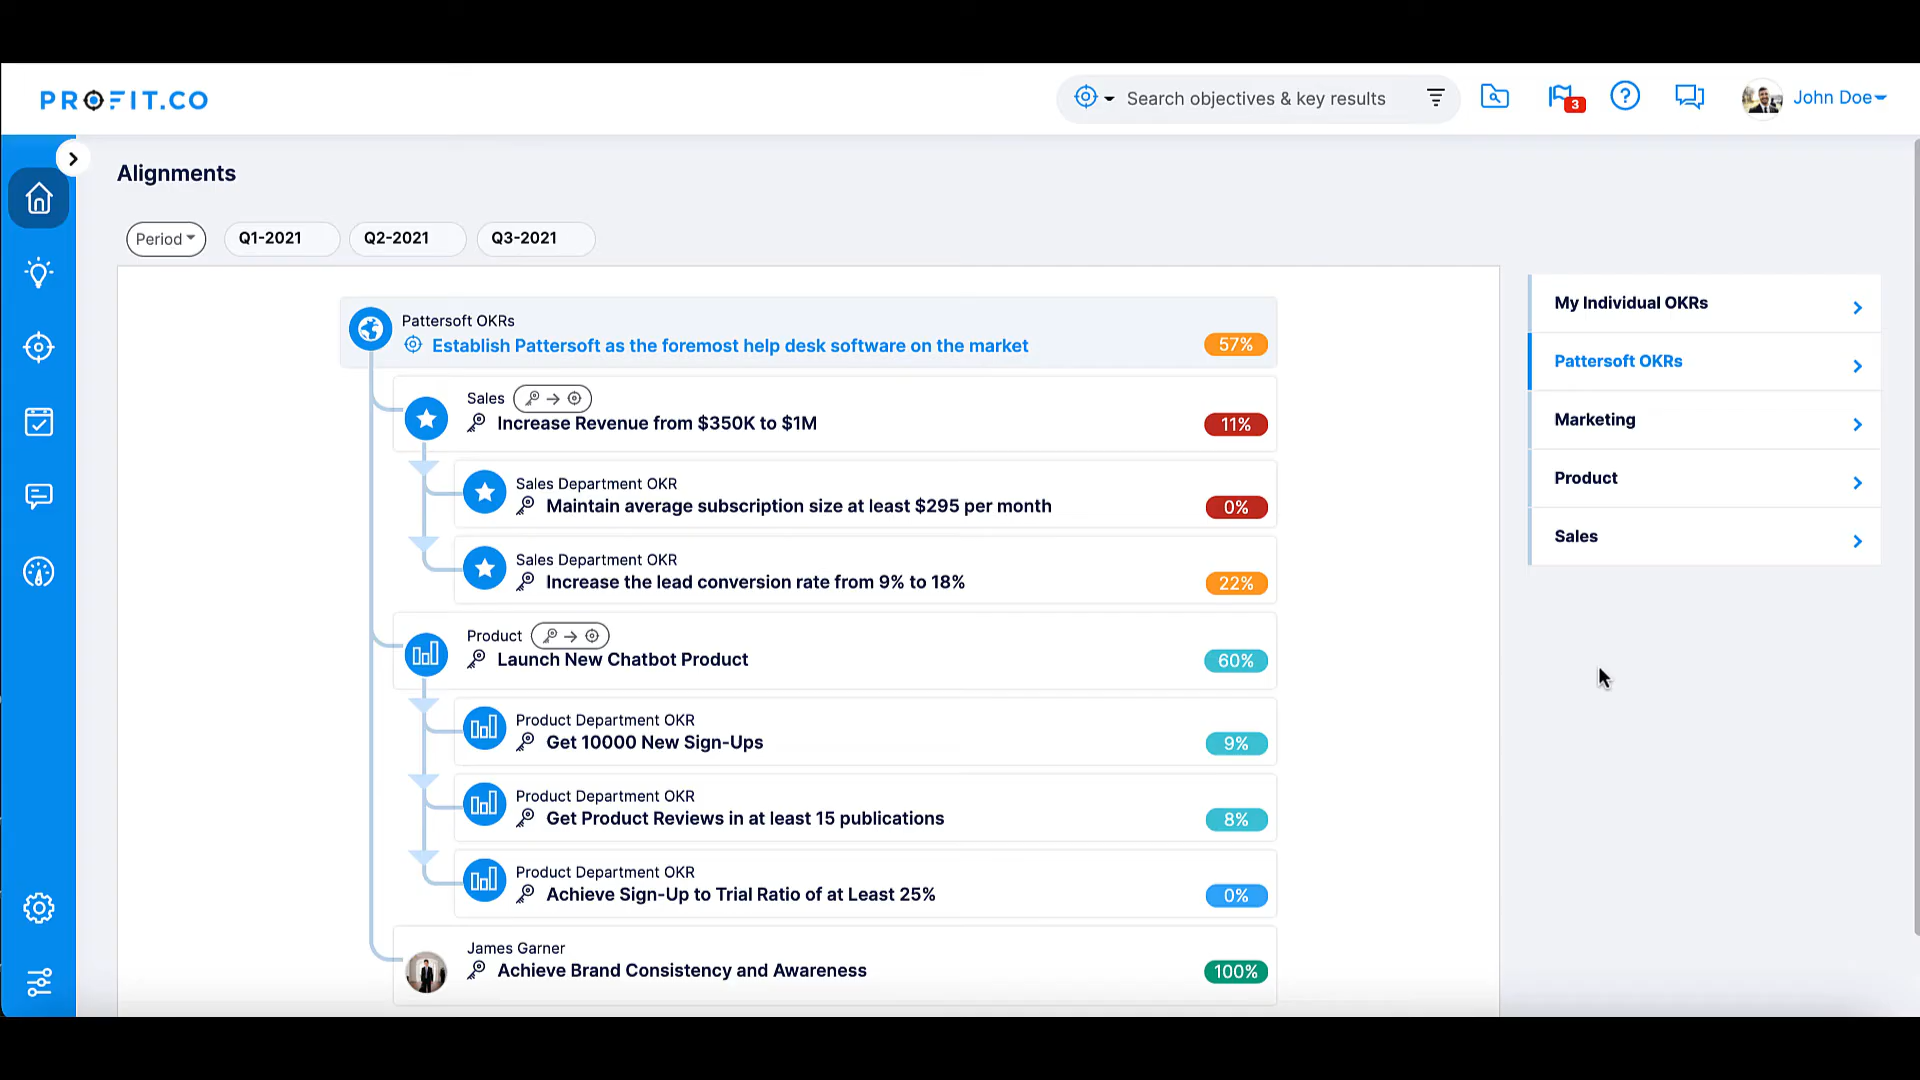 PROFIT.CO
Search objectives & key results
3
John Doe
Alignments
Period
Q1-2021
Q2-2021
Q3-2021
Pattersoft OKRs
Establish Pattersoft as the foremost help desk software on the market
57%
Sales
Increase Revenue from $350K to $1M
11%
Sales Department OKR
Maintain average subscription size at least $295 per month
0%
Sales Department OKR
Increase the lead conversion rate from 9% to 18%
22%
Product
Launch New Chatbot Product
60%
Product Department OKR
Get 10000 New Sign-Ups
9%
Product Department OKR
Get Product Reviews in at least 15 publications
8%
Product Department OKR
Achieve Sign-Up to Trial Ratio of at Least 25%
0%
James Garner
Achieve Brand Consistency and Awareness
100%
My Individual OKRs
Pattersoft OKRs
Marketing
Product
Sales